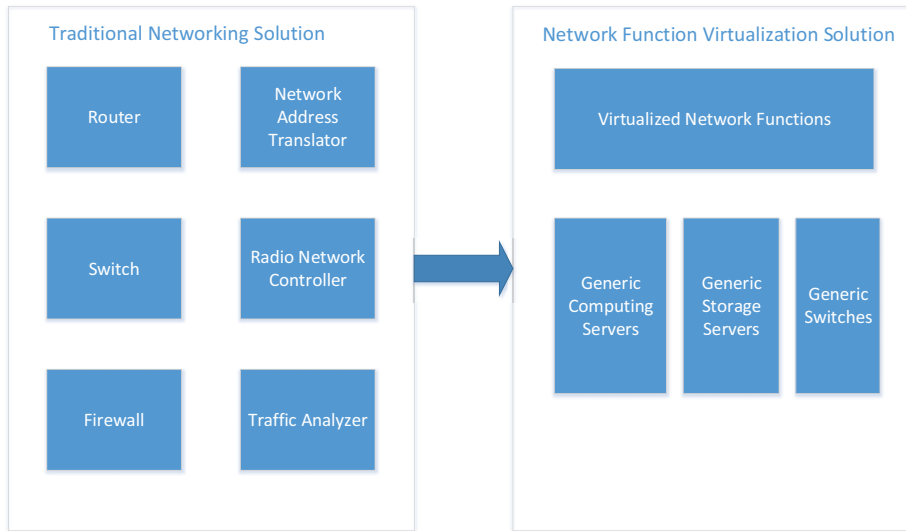 Traditional Networking Solution
Router
Network
Address
Translator
Switch
Radio Network
Controller
Firewall
Traffic Analyzer
Network Function Virtualization Solution
Virtualized Network Functions
Generic
Computing
Servers
Generic
Storage
Servers
Generic
Switches